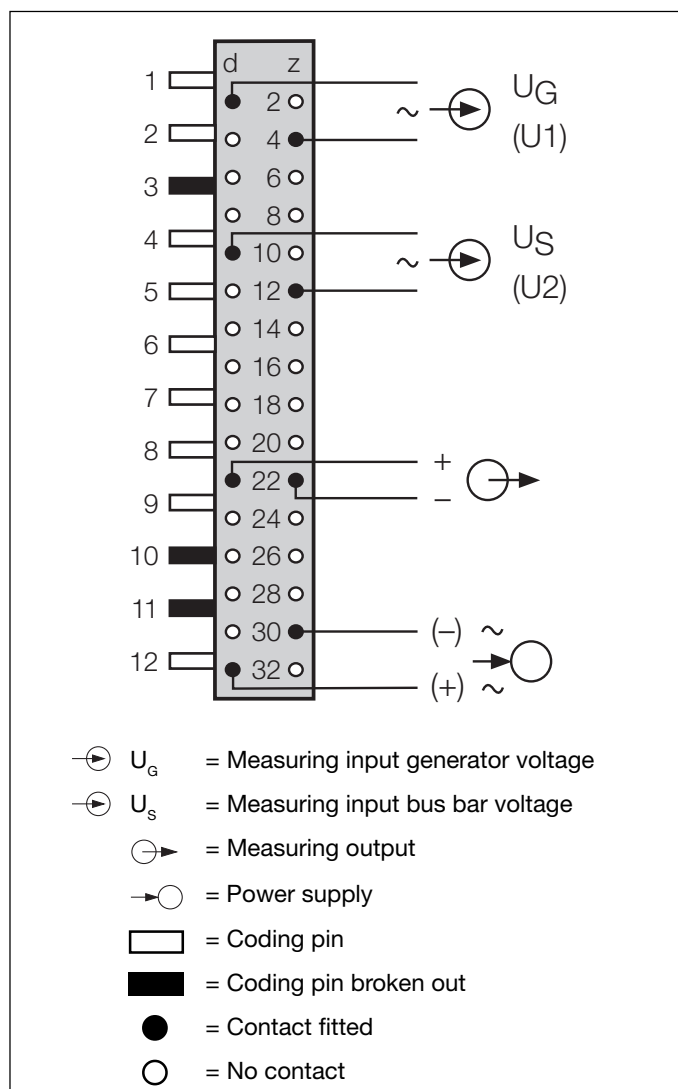 d z
1
2 UG
~
2 4 (U1)
3 6
8
4 10 US
~
5 12 (U2)
14
6 16
7 18
20
8 22 +
–
9 24
10 26
28
11 30 (–) ~
12 32 (+) ~
UG = Measuring input generator voltage
US = Measuring input bus bar voltage
= Measuring output
= Power supply
= Coding pin
= Coding pin broken out
= Contact fitted
= No contact